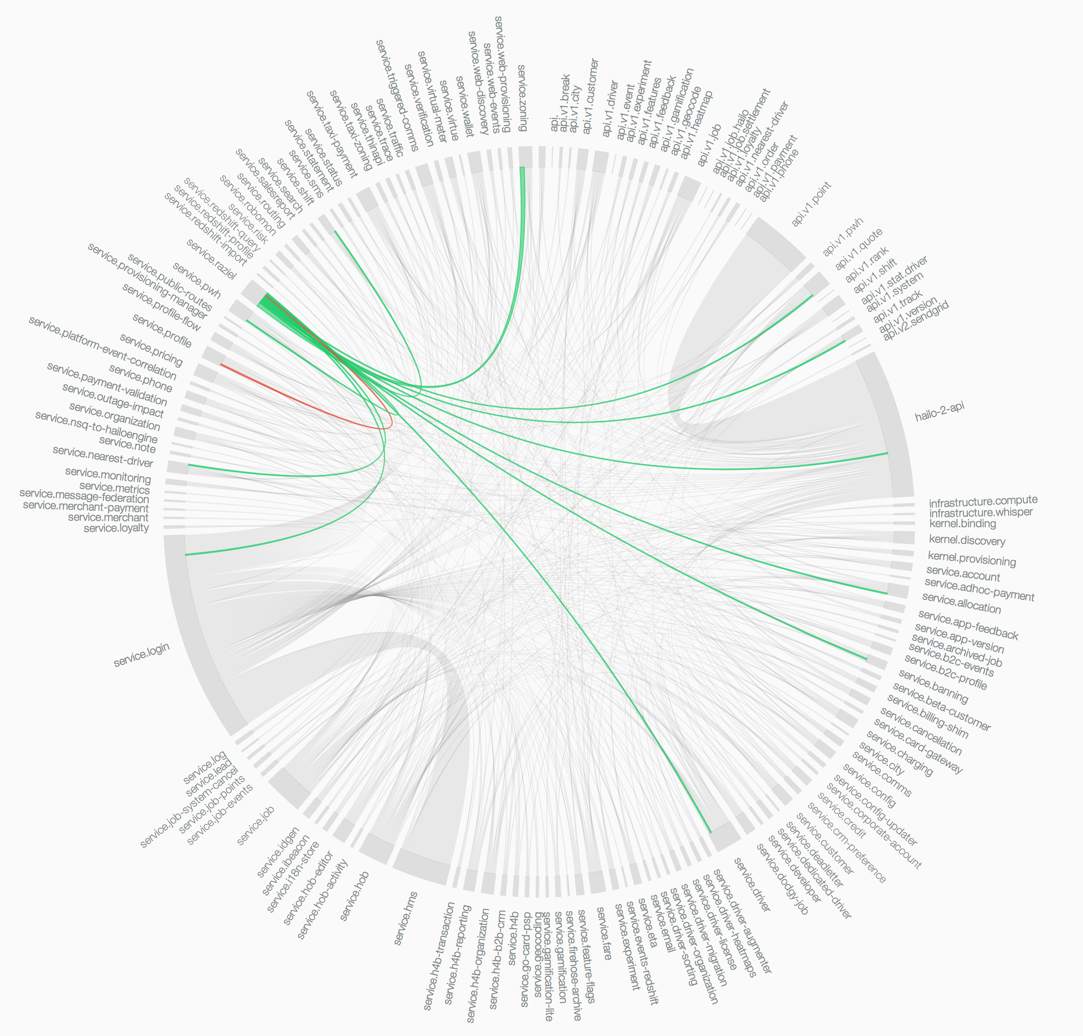 api.
api.v1.break
api.v1.city
api.v1.customer
api.v1.driver
api.v1.event
api.v1.experiment
api.v1.features
api.v1.feedback
api.v1.gamification
api.v1.geocode
api.v1.heatmap
api.v1.job
api.v1.job.hailo
api.v1.job.settlement
api.v1.loyalty
api.v1.nearest-driver
api.v1.order
api.v1.payment
api.v1.phone
api.v1.point
api.v1.pwh
api.v1.quote
api.v1.rank
api.v1.shift
api.v1.stat.driver
api.v1.system
api.v1.track
api.v1.version
api.v2.sendgrid
hailo-2-api
infrastructure.compute
infrastructure.whisper
kernel.binding
kernel.discovery
kernel.provisioning
service.account
service.adhoc-payment
service.allocation
service.app-feedback
service.app-version
service.archived-job
service.b2c-events
service.b2c-profile
service.banning
service.beta-customer
service.billing-shim
service.cancellation
service.card-gateway
service.charging
service.city
service.comms
service.config
service.config-updater
service.corporate-account
service.credit
service.crm-preference
service.customer
service.deadletter
service.dedicated-driver
service.developer
service.dodgy-job
service.driver
service.driver-augmenter
service.driver-heatmaps
service.driver-license
service.driver-migration
service.driver-organization
service.driver-sorting
service.email
service.eta
service.events-redshift
service.experiment
service.fare
service.feature-flags
service.firehose-archive
service.gamification
service.gamification-lite
service.geocoding
service.go-card-psp
service.h4b
service.h4b-b2b-crm
service.h4b-organization
service.h4b-reporting
service.h4b-transaction
service.hms
service.hob
service.hob-activity
service.hob-editor
service.i18n-store
service.ibeacon
service.idgen
service.job
service.job-events
service.job-points
service.job-system-cancel
service.lead
service.log
service.login
service.loyalty
service.merchant
service.merchant-payment
service.message-federation
service.metrics
service.monitoring
service.nearest-driver
service.note
service.nsq-to-hailoengine
service.organization
service.outage-impact
service.payment-validation
service.phone
service.platform-event-correlation
service.pricing
service.profile
service.profile-flow
service.provisioning-manager
service.public-routes
service.pwh
service.raziel
service.redshift-import
service.redshift-profile
service.redshift-query
service.risk
service.robomon
service.routing
service.salesreport
service.search
service.shift
service.sms
service.statement
service.status
service.taxi-payment
service.taxi-zoning
service.thinapi
service.trace
service.traffic
service.triggered-comms
service.verification
service.virtual-meter
service.virtue
service.wallet
service.web-discovery
service.web-events
service.web-provisioning
service.zoning